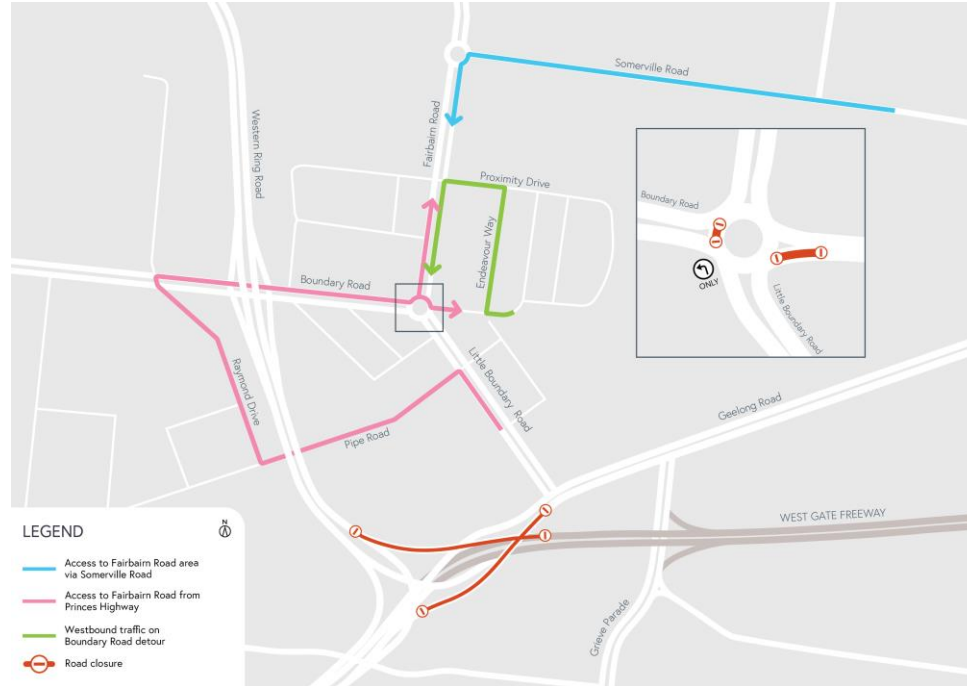 Somerville Road
Western Ring Road
Fairbairn Road
Proximity Drive
Endeavour Way
Boundary Road
ONLY
Little Boundary Road
Boundary Road
Little Boundary Road
Raymond Drive
Pipe Road
Geelong Road
WEST GATE FREEWAY
Grieve Parade
LEGEND
N
Access to Fairbairn Road area
via Somerville Road
Access to Fairbairn Road from
Princes Highway
Westbound traffic on
Boundary Road detour
Road closure